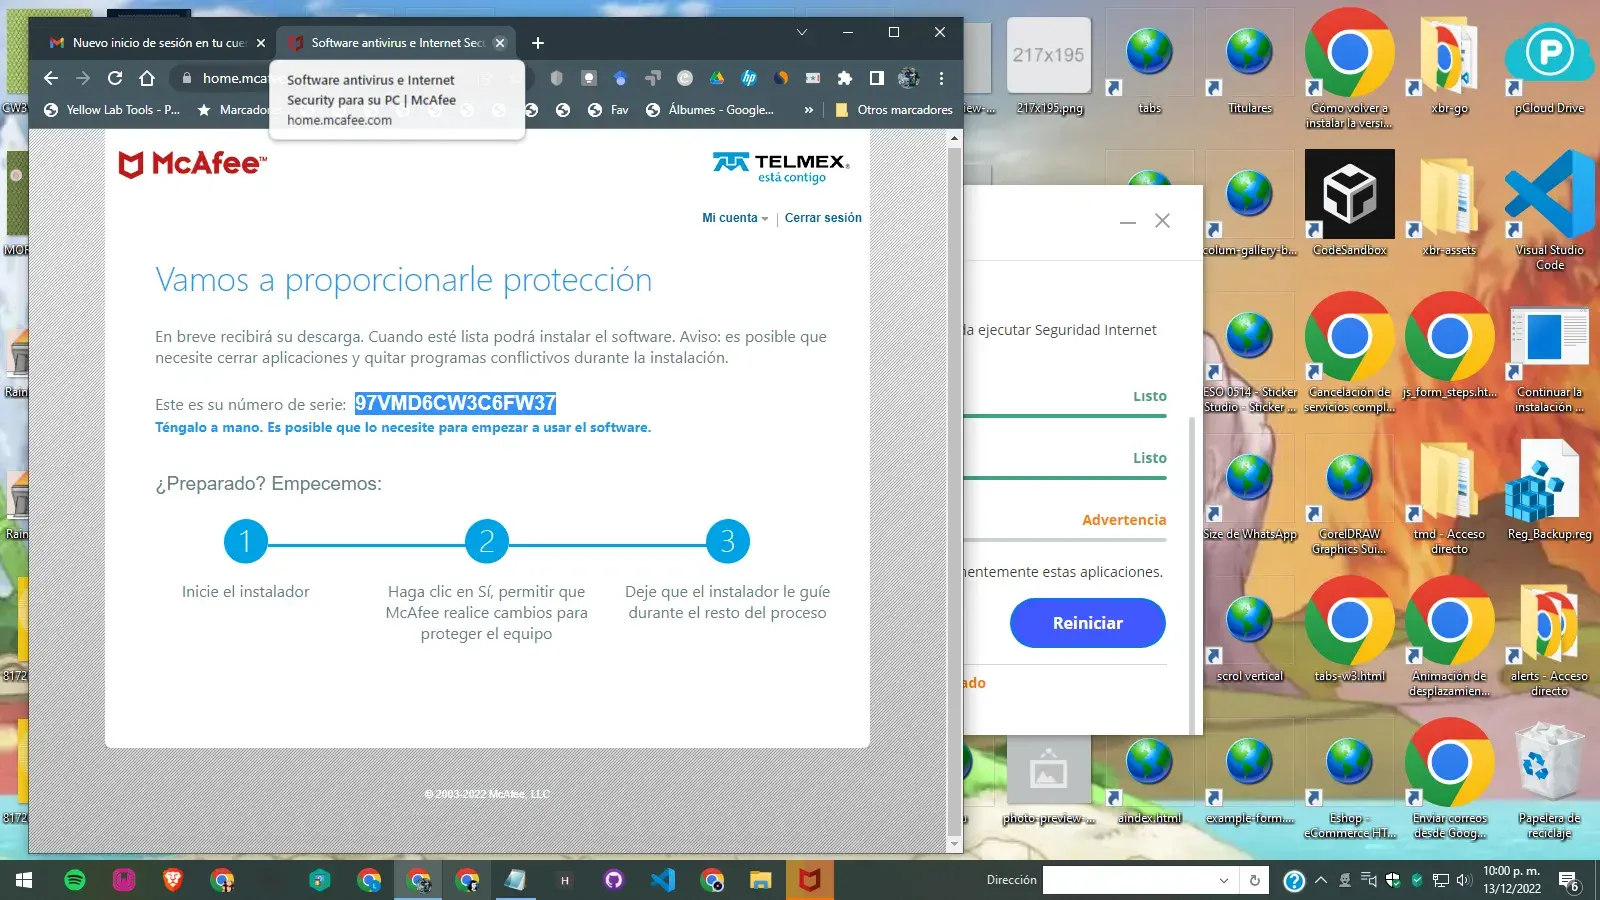 Nuevo inicio de sesión en tu cue
Software antivirus e Internet Secu
home.mcafe
Software antivirus e Internet
Security para su PC | McAfee
home.mcafee.com
Yellow Lab Tools - P...
Marcador
Fav
Álbumes - Google...
»
Otros marcadores
McAfee™
TELMEX®
está contigo
Mi cuenta
Cerrar sesión
Vamos a proporcionarle protección
En breve recibirá su descarga. Cuando esté lista podrá instalar el software. Aviso: es posible que
necesite cerrar aplicaciones y quitar programas conflictivos durante la instalación.
Este es su número de serie: 97VMD6CW3C6FW37
Téngalo a mano. Es posible que lo necesite para empezar a usar el software.
¿Preparado? Empecemos:
1
2
3
Inicie el instalador
Haga clic en Sí, permitir que
McAfee realice cambios para
proteger el equipo
Deje que el instalador le guíe
durante el resto del proceso
© 2003-2022 McAfee, LLC
da ejecutar Seguridad Internet
Listo
Listo
Advertencia
nentemente estas aplicaciones.
Reiniciar
ado
217x195
217x195.png
tabs
Titulares
Cómo volver a
instalar la versi...
xbr-go
pCloud Drive
colum-gallery-b...
CodeSandbox
xbr-assets
Visual Studio
Code
ESO 0514 - Sticker
Studio - Sticker ...
Cancelación de
servicios compl...
js_form_steps.ht...
Continuar la
instalación ...
Size de WhatsApp
CorelDRAW
Graphics Sui...
tmd - Acceso
directo
Reg_Backup.reg
scrol vertical
tabs-w3.html
Animación de
desplazamien...
alerts - Acceso
directo
photo-preview-...
aindex.html
example-form....
Eshop -
eCommerce HT...
Enviar correos
desde Goog...
Papelera de
reciclaje
Rain
Rain
8172
8172
Dirección
10:00 p. m.
13/12/2022
6